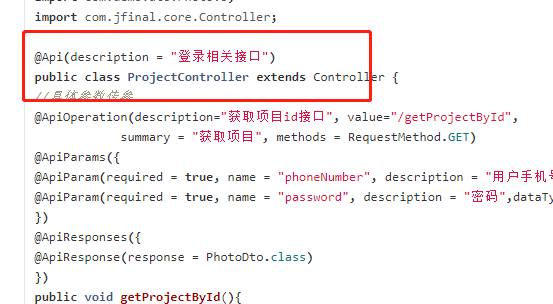 import com.jfinal.core.Controller;
@Api(description = "登录相关接口")
public class ProjectController extends Controller {
//具体参数传参
@ApiOperation(description="获取项目id接口", value="/getProjectById",
summary = "获取项目", methods = RequestMethod.GET)
@ApiParams({
@ApiParam(required = true, name = "phoneNumber", description = "用户手机号
@ApiParam(required = true, name = "password", description = "密码",dataTy
})
@ApiResponses({
@ApiResponse(response = PhotoDto.class)
})
public void getProjectById(){